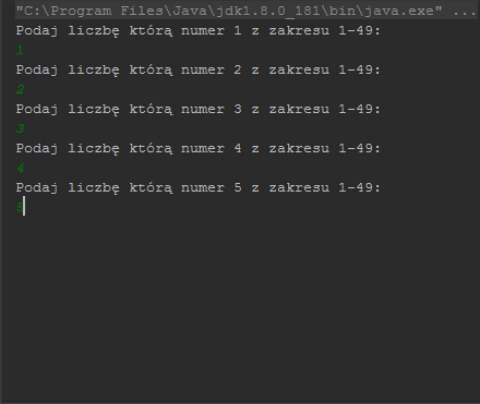 "C:\Program Files\Java\jdk1.8.0_181\bin\java.exe" ...
Podaj liczbę którą numer 1 z zakresu 1-49:
1
Podaj liczbę którą numer 2 z zakresu 1-49:
2
Podaj liczbę którą numer 3 z zakresu 1-49:
3
Podaj liczbę którą numer 4 z zakresu 1-49:
4
Podaj liczbę którą numer 5 z zakresu 1-49:
5